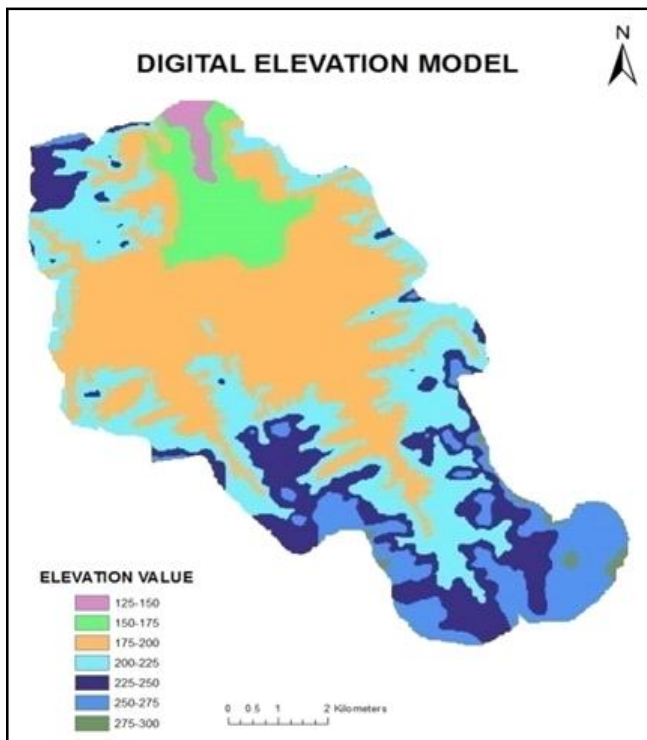 N
DIGITAL ELEVATION MODEL
ELEVATION VALUE
125-150
150-175
175-200
200-225
225-250
250-275
275-300
0 0.5 1 2 Kilometers